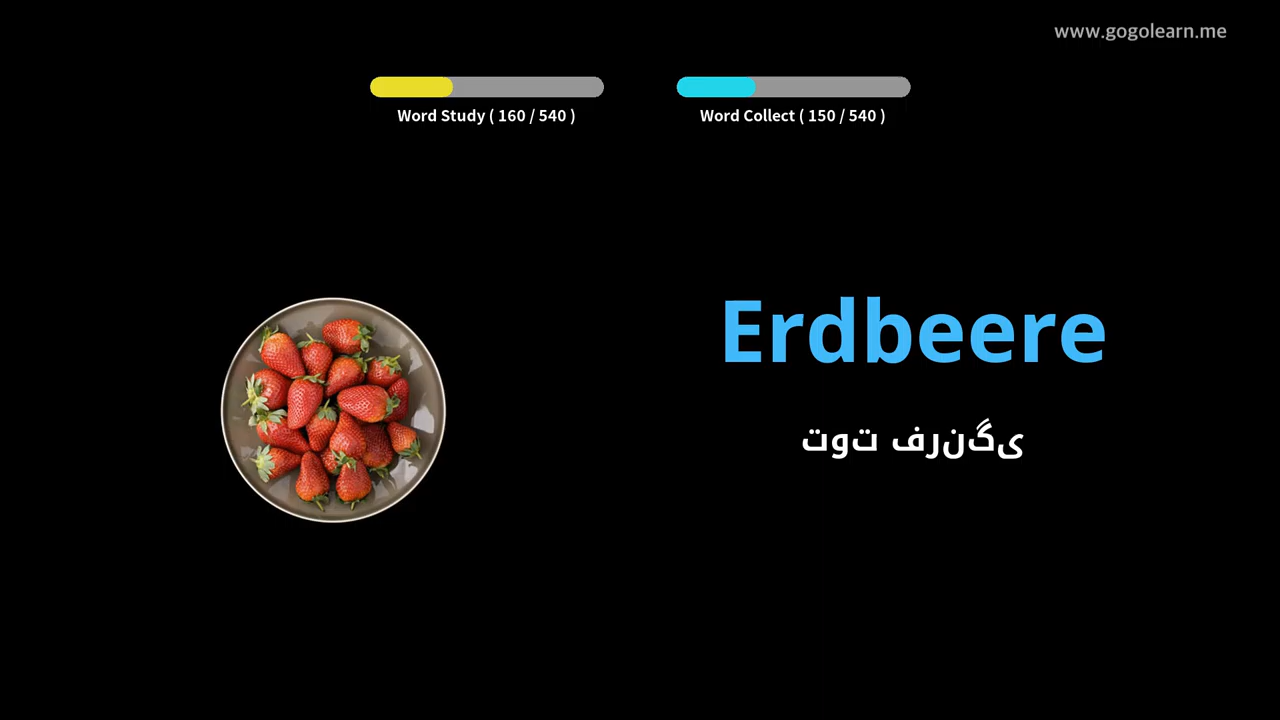 www.gogolearn.me
Word Study ( 160 / 540 )
Word Collect ( 150 / 540 )
Erdbeere
توت فرنگی